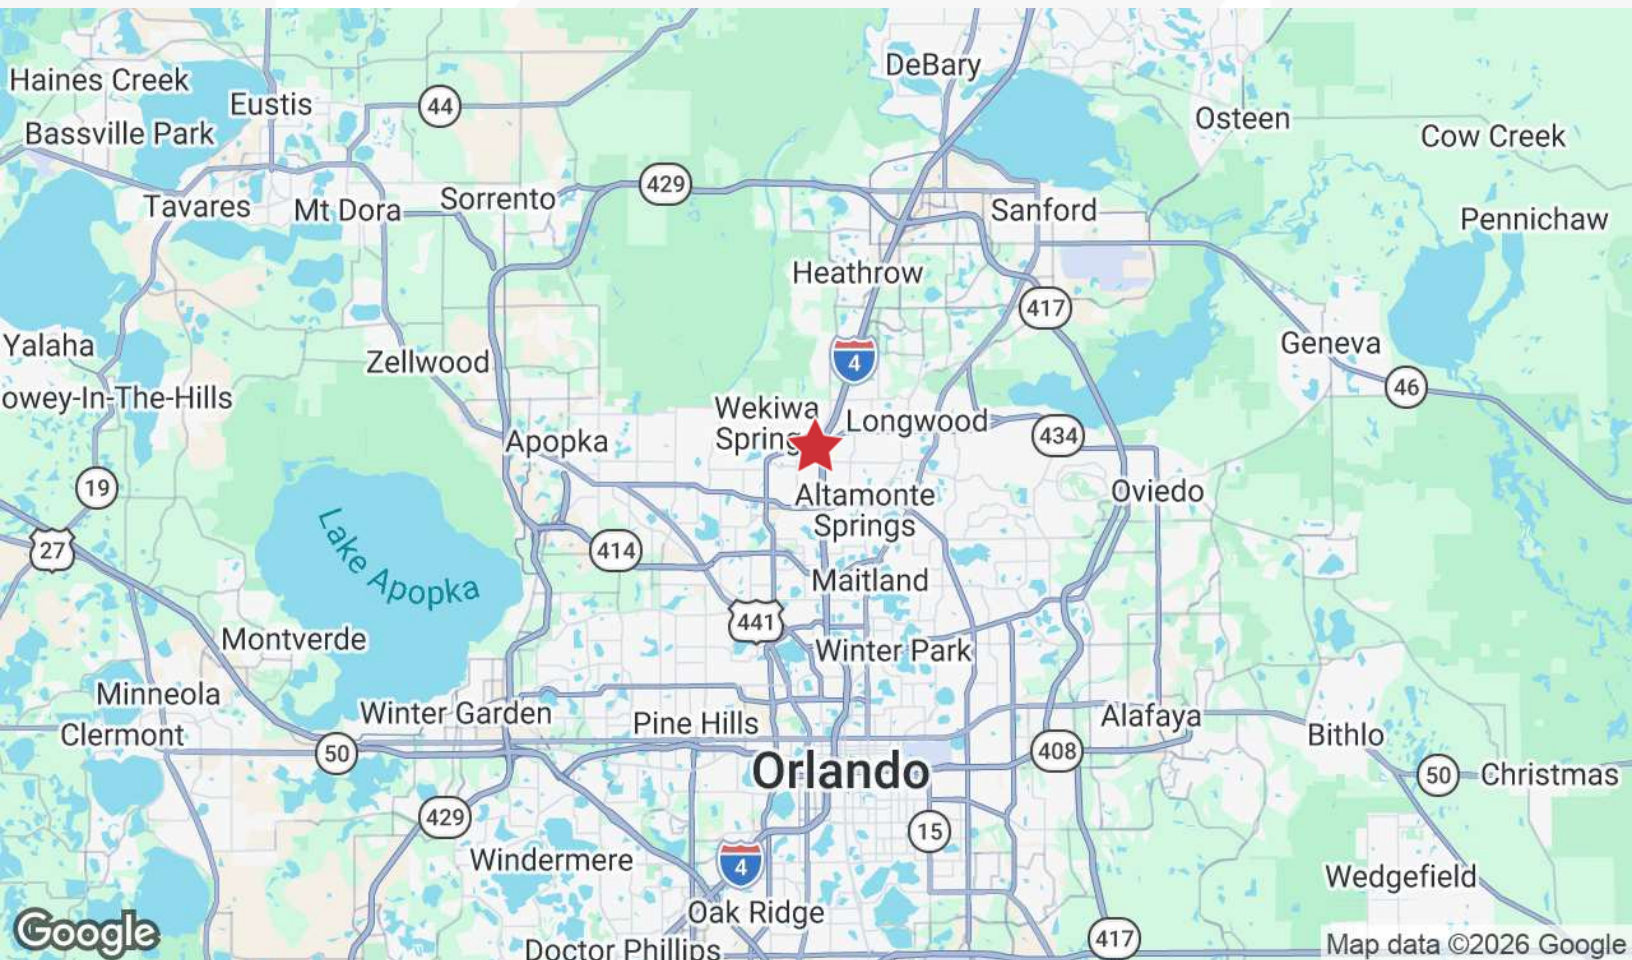 DeBary
Haines Creek
Eustis
44
Osteen
Bassville Park
Cow Creek
429
Sorrento
Tavares
Mt Dora
Sanford
Pennichaw
Heathrow
417
Yalaha
Geneva
4
Zellwood
46
owey-In-The-Hills
Wekiwa
Longwood
434
Apopka
19
Altamonte
Springs
Oviedo
27
Lake Apopka
414
Maitland
441
Montverde
Winter Park
Minneola
Winter Garden
Pine Hills
Alafaya
Clermont
Bithlo
50
408
Orlando
50
Christmas
429
15
Windermere
4
Wedgefield
Oak Ridge
Google
417
Doctor Phillips
Map data ©2026 Google